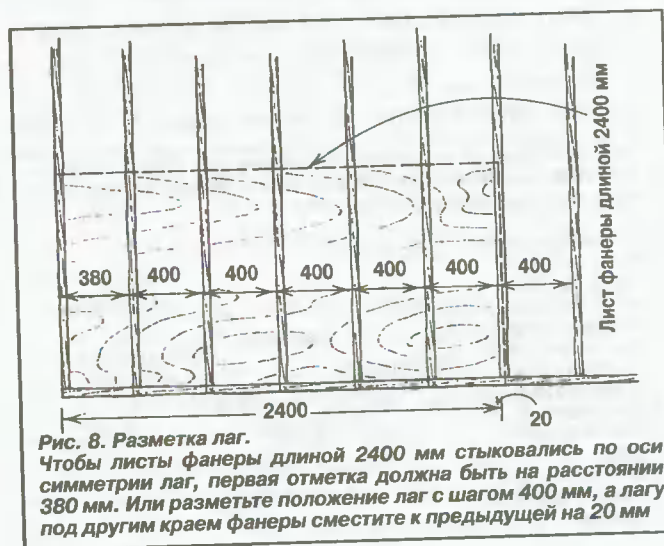 Лист фанеры длиной 2400 мм
380 400 400 400 400 400 400
2400
20
Рис. 8. Разметка лаг.
Чтобы листы фанеры длиной 2400 мм стыковались по оси
симметрии лаг, первая отметка должна быть на расстоянии
380 мм. Или разметьте положение лаг с шагом 400 мм, а лагу
под другим краем фанеры сместите к предыдущей на 20 мм